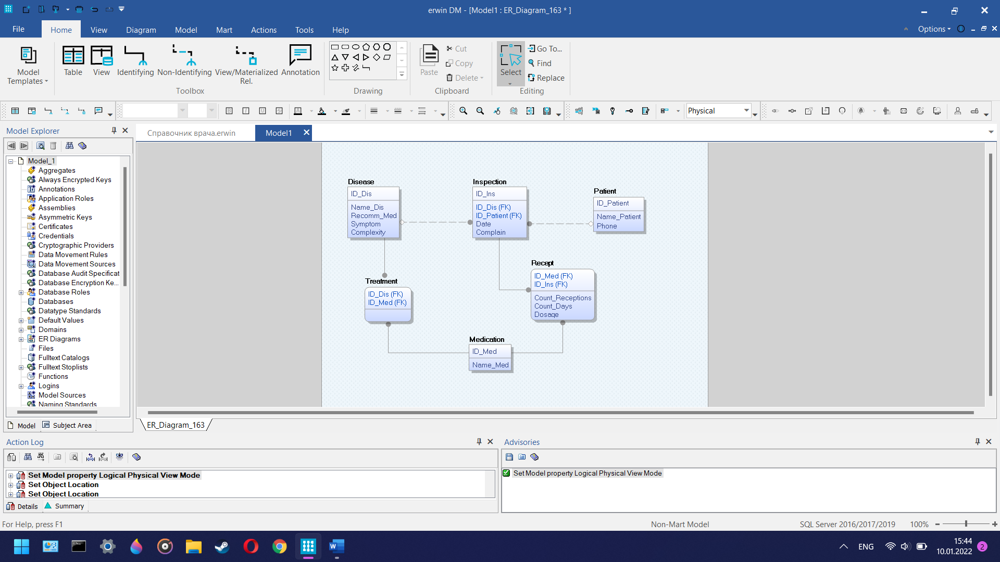 erwin DM - [Model1 : ER_Diagram_163 * ]
File
Home
View
Diagram
Model
Mart
Actions
Tools
Help
Options
Model
Templates
Table
View
Identifying
Non-Identifying
View/Materialized
Rel.
Annotation
Toolbox
Drawing
Paste
Cut
Copy
Delete
Clipboard
Select
Go To...
Find
Replace
Editing
B I U S A
Physical
Model Explorer
Справочник врача.erwin
Model1
Model_1
Aggregates
Always Encrypted Keys
Annotations
Application Roles
Assemblies
Asymmetric Keys
Certificates
Credentials
Cryptographic Providers
Data Movement Rules
Data Movement Sources
Database Audit Specificat
Database Encryption Ke...
Database Roles
Databases
Datatype Standards
Default Values
Domains
ER Diagrams
Files
Fulltext Catalogs
Fulltext Stoplists
Functions
Logins
Model Sources
Naming Standards
Model
Subject Area
Disease
ID_Dis
Name_Dis
Recomm_Med
Symptom
Complexity
Inspection
ID_Ins
ID_Dis (FK)
ID_Patient (FK)
Date
Complain
Patient
ID_Patient
Name_Patient
Phone
Treatment
ID_Dis (FK)
ID_Med (FK)
Recept
ID_Med (FK)
ID_Ins (FK)
Count_Receptions
Count_Days
Dosage
Medication
ID_Med
Name_Med
ER_Diagram_163
Action Log
Set Model property Logical Physical View Mode
Set Object Location
Set Object Location
Details
Summary
Advisories
Set Model property Logical Physical View Mode
For Help, press F1
Non-Mart Model
SQL Server 2016/2017/2019
100%
W
ENG
15:44
10.01.2022
2